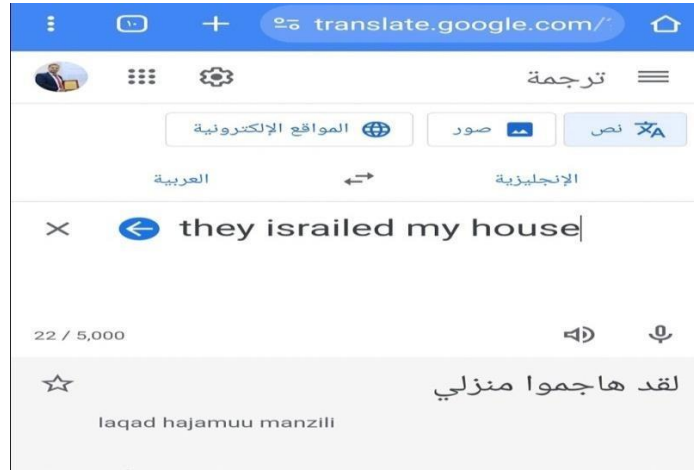 translate.google.com/
ترجمة
نص صور المواقع الإلكترونية
الإنجليزية العربية
they israiled my house
22 / 5,000
لقد هاجموا منزلي
laqad hajamuu manzili